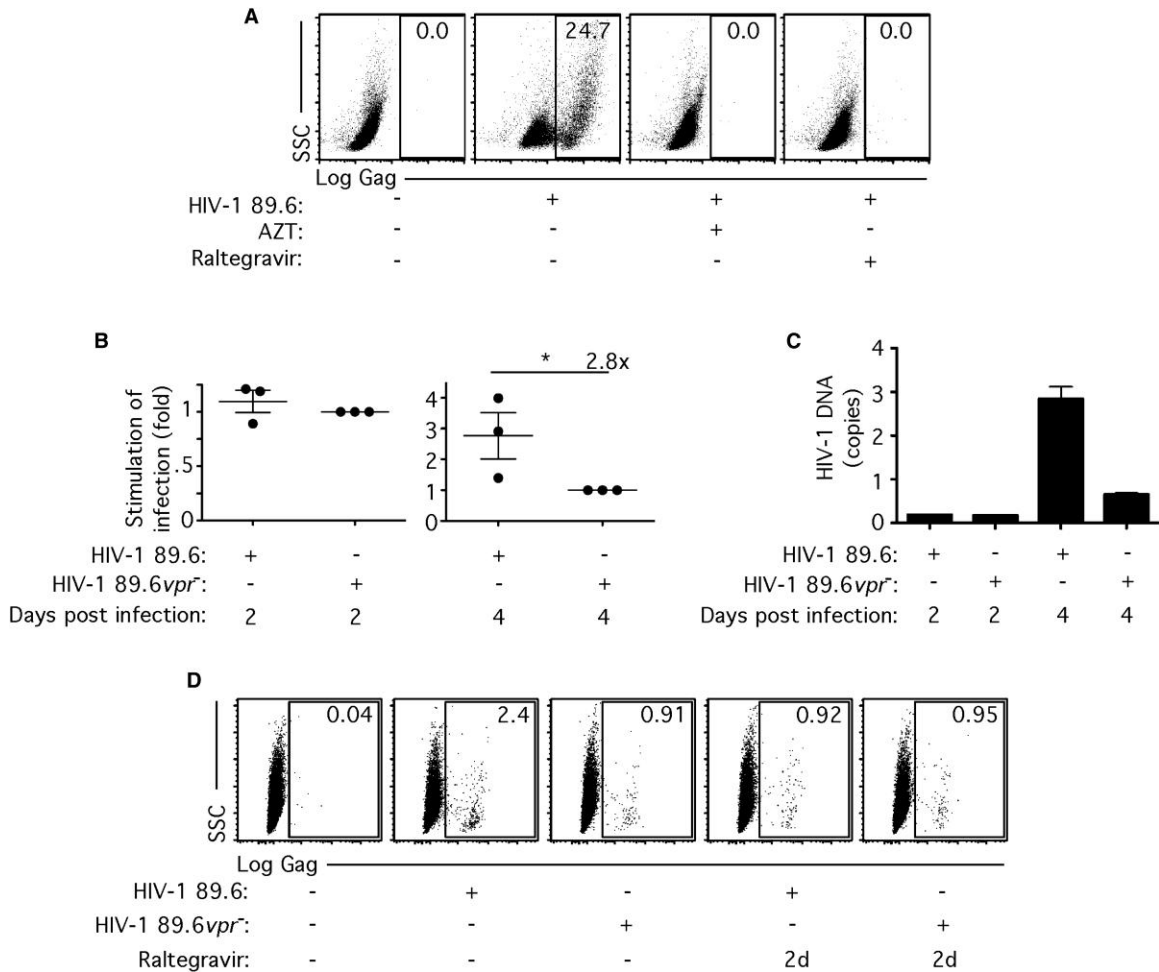 A
0.0 24.7 0.0 0.0
SSC
Log Gag
HIV-1 89.6: - + + +
AZT: - - + -
Raltegravir: - - - +
B
* 2.8x
Stimulation of
infection (fold)
1
.5
0
4
3
2
1
0
HIV-1 89.6: + - + -
HIV-1 89.6vpr⁻: - + - +
Days post infection: 2 2 4 4
C
HIV-1 DNA
(copies)
4
3
2
1
0
HIV-1 89.6: + - + -
HIV-1 89.6vpr⁻: - + - +
Days post infection: 2 2 4 4
D
0.04 2.4 0.91 0.92 0.95
SSC
Log Gag
HIV-1 89.6: - + - + -
HIV-1 89.6vpr⁻: - - + - +
Raltegravir: - - - 2d 2d